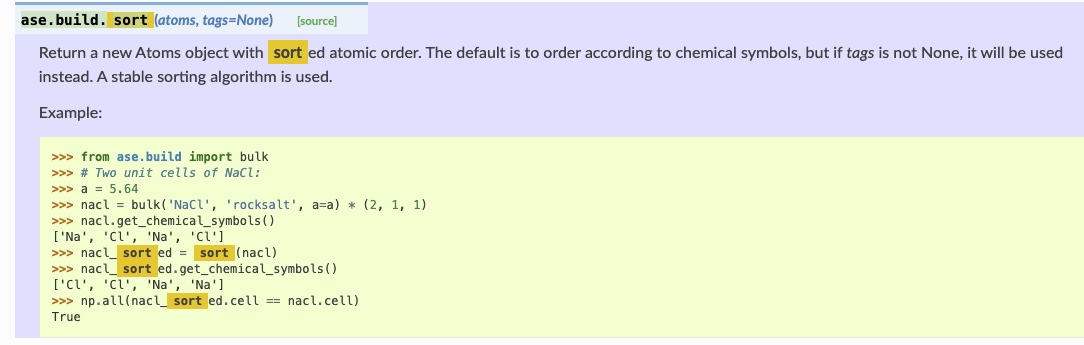 ase.build.sort(atoms, tags=None) [source]
Return a new Atoms object with sorted atomic order. The default is to order according to chemical symbols, but if tags is not None, it will be used
instead. A stable sorting algorithm is used.
Example:
>>> from ase.build import bulk
>>> # Two unit cells of NaCl:
>>> a = 5.64
>>> nacl = bulk('NaCl', 'rocksalt', a=a) * (2, 1, 1)
>>> nacl.get_chemical_symbols()
['Na', 'Cl', 'Na', 'Cl']
>>> nacl_sorted = sort(nacl)
>>> nacl_sorted.get_chemical_symbols()
['Cl', 'Cl', 'Na', 'Na']
>>> np.all(nacl_sorted.cell == nacl.cell)
True